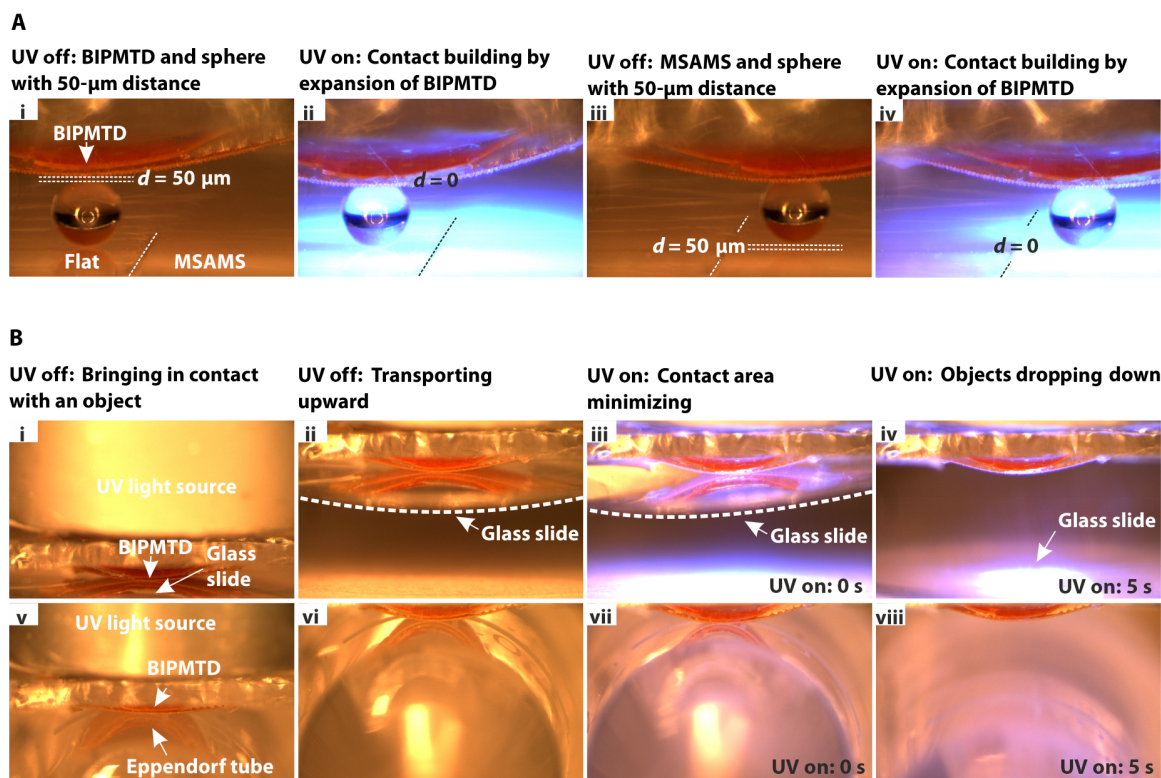 A
UV off: BIPMTD and sphere
with 50-µm distance
UV on: Contact building by
expansion of BIPMTD
UV off: MSAMS and sphere
with 50-µm distance
UV on: Contact building by
expansion of BIPMTD
i
BIPMTD
d = 50 µm
Flat
MSAMS
ii
d = 0
iii
d = 50 µm
iv
d = 0
B
UV off: Bringing in contact
with an object
UV off: Transporting
upward
UV on: Contact area
minimizing
UV on: Objects dropping down
i
UV light source
BIPMTD
Glass
slide
ii
Glass slide
iii
Glass slide
UV on: 0 s
iv
Glass slide
UV on: 5 s
v
UV light source
BIPMTD
Eppendorf tube
vi
vii
UV on: 0 s
viii
UV on: 5 s